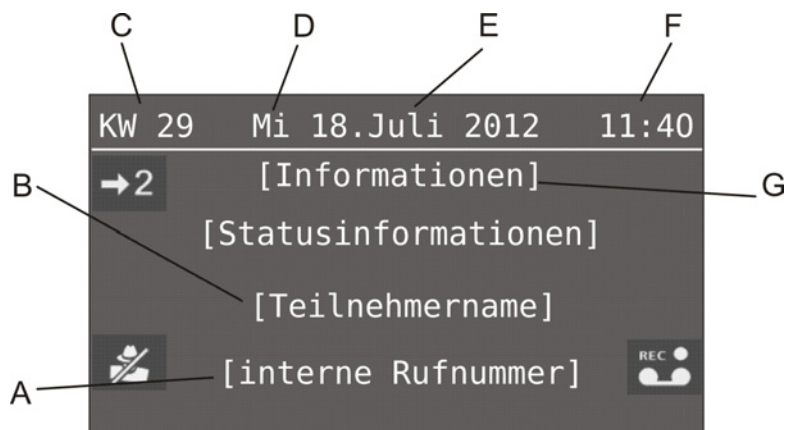 C D E F
KW 29 Mi 18.Juli 2012 11:40
B →2 [Informationen] G
[Statusinformationen]
[Teilnehmername]
REC
A [interne Rufnummer]